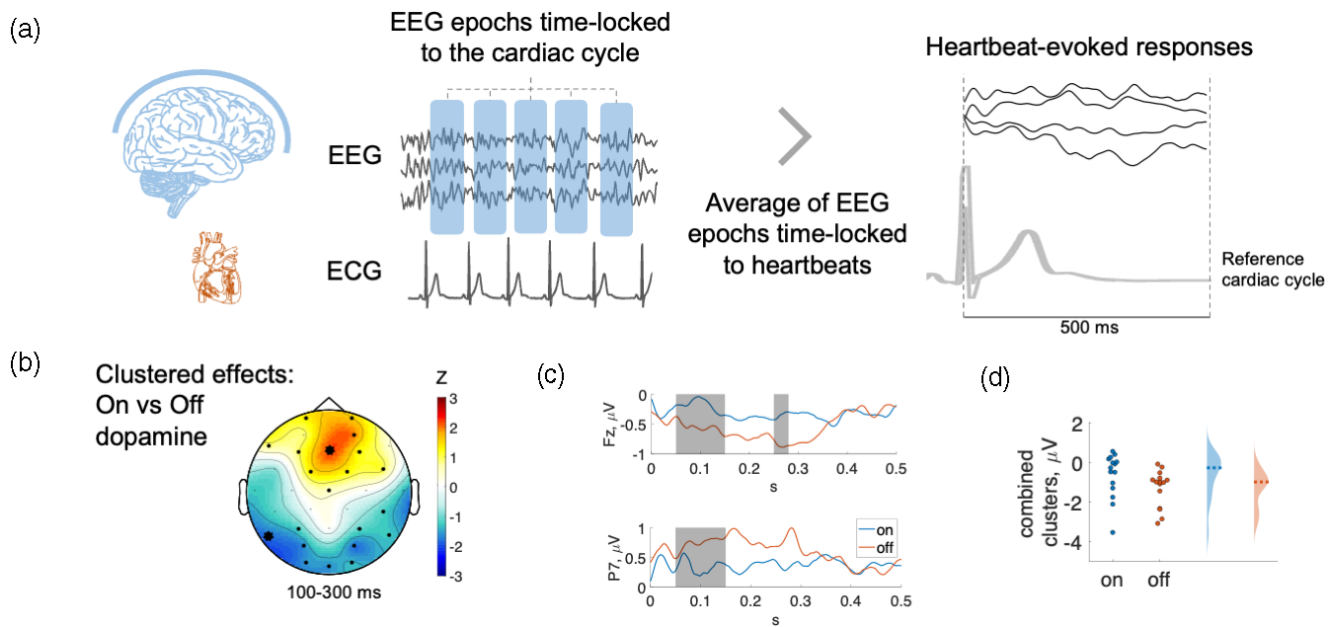 (a)
EEG epochs time-locked
to the cardiac cycle
EEG
ECG
Average of EEG
epochs time-locked
to heartbeats
Heartbeat-evoked responses
Reference
cardiac cycle
500 ms
(b)
Clustered effects:
On vs Off
dopamine
z
3
2
1
0
-1
-2
-3
100-300 ms
(c)
Fz, μV
0
-0.5
-1
0
0.1
0.2
0.3
0.4
0.5
s
P7, μV
1
0.5
0
on
off
0
0.1
0.2
0.3
0.4
0.5
s
(d)
combined
clusters, μV
2
0
-2
-4
on
off